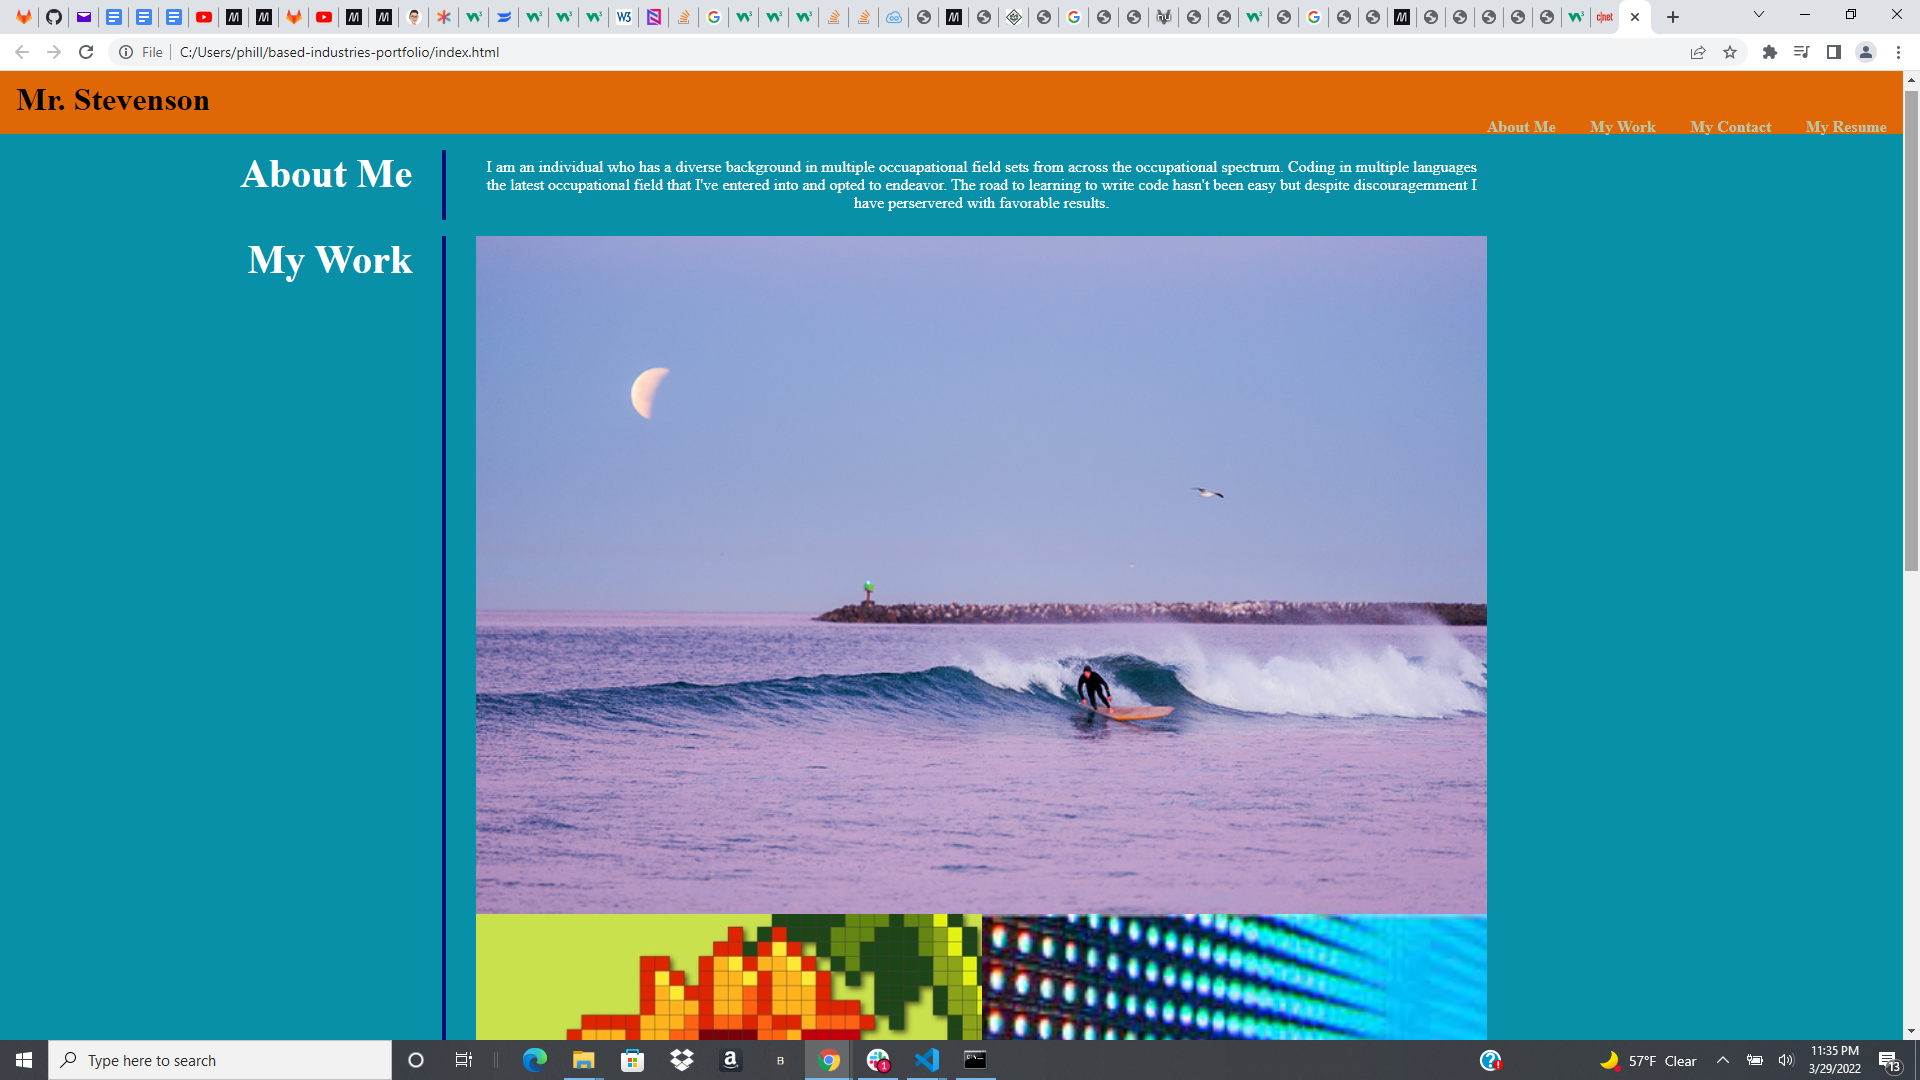 File
C:/Users/phill/based-industries-portfolio/index.html
Mr. Stevenson
About Me
My Work
My Contact
My Resume
About Me
I am an individual who has a diverse background in multiple occuapational field sets from across the occupational spectrum. Coding in multiple languages
the latest occupational field that I've entered into and opted to endeavor. The road to learning to write code hasn't been easy but despite discouragemment I
have perservered with favorable results.
My Work
Type here to search
57°F Clear
11:35 PM
3/29/2022
13